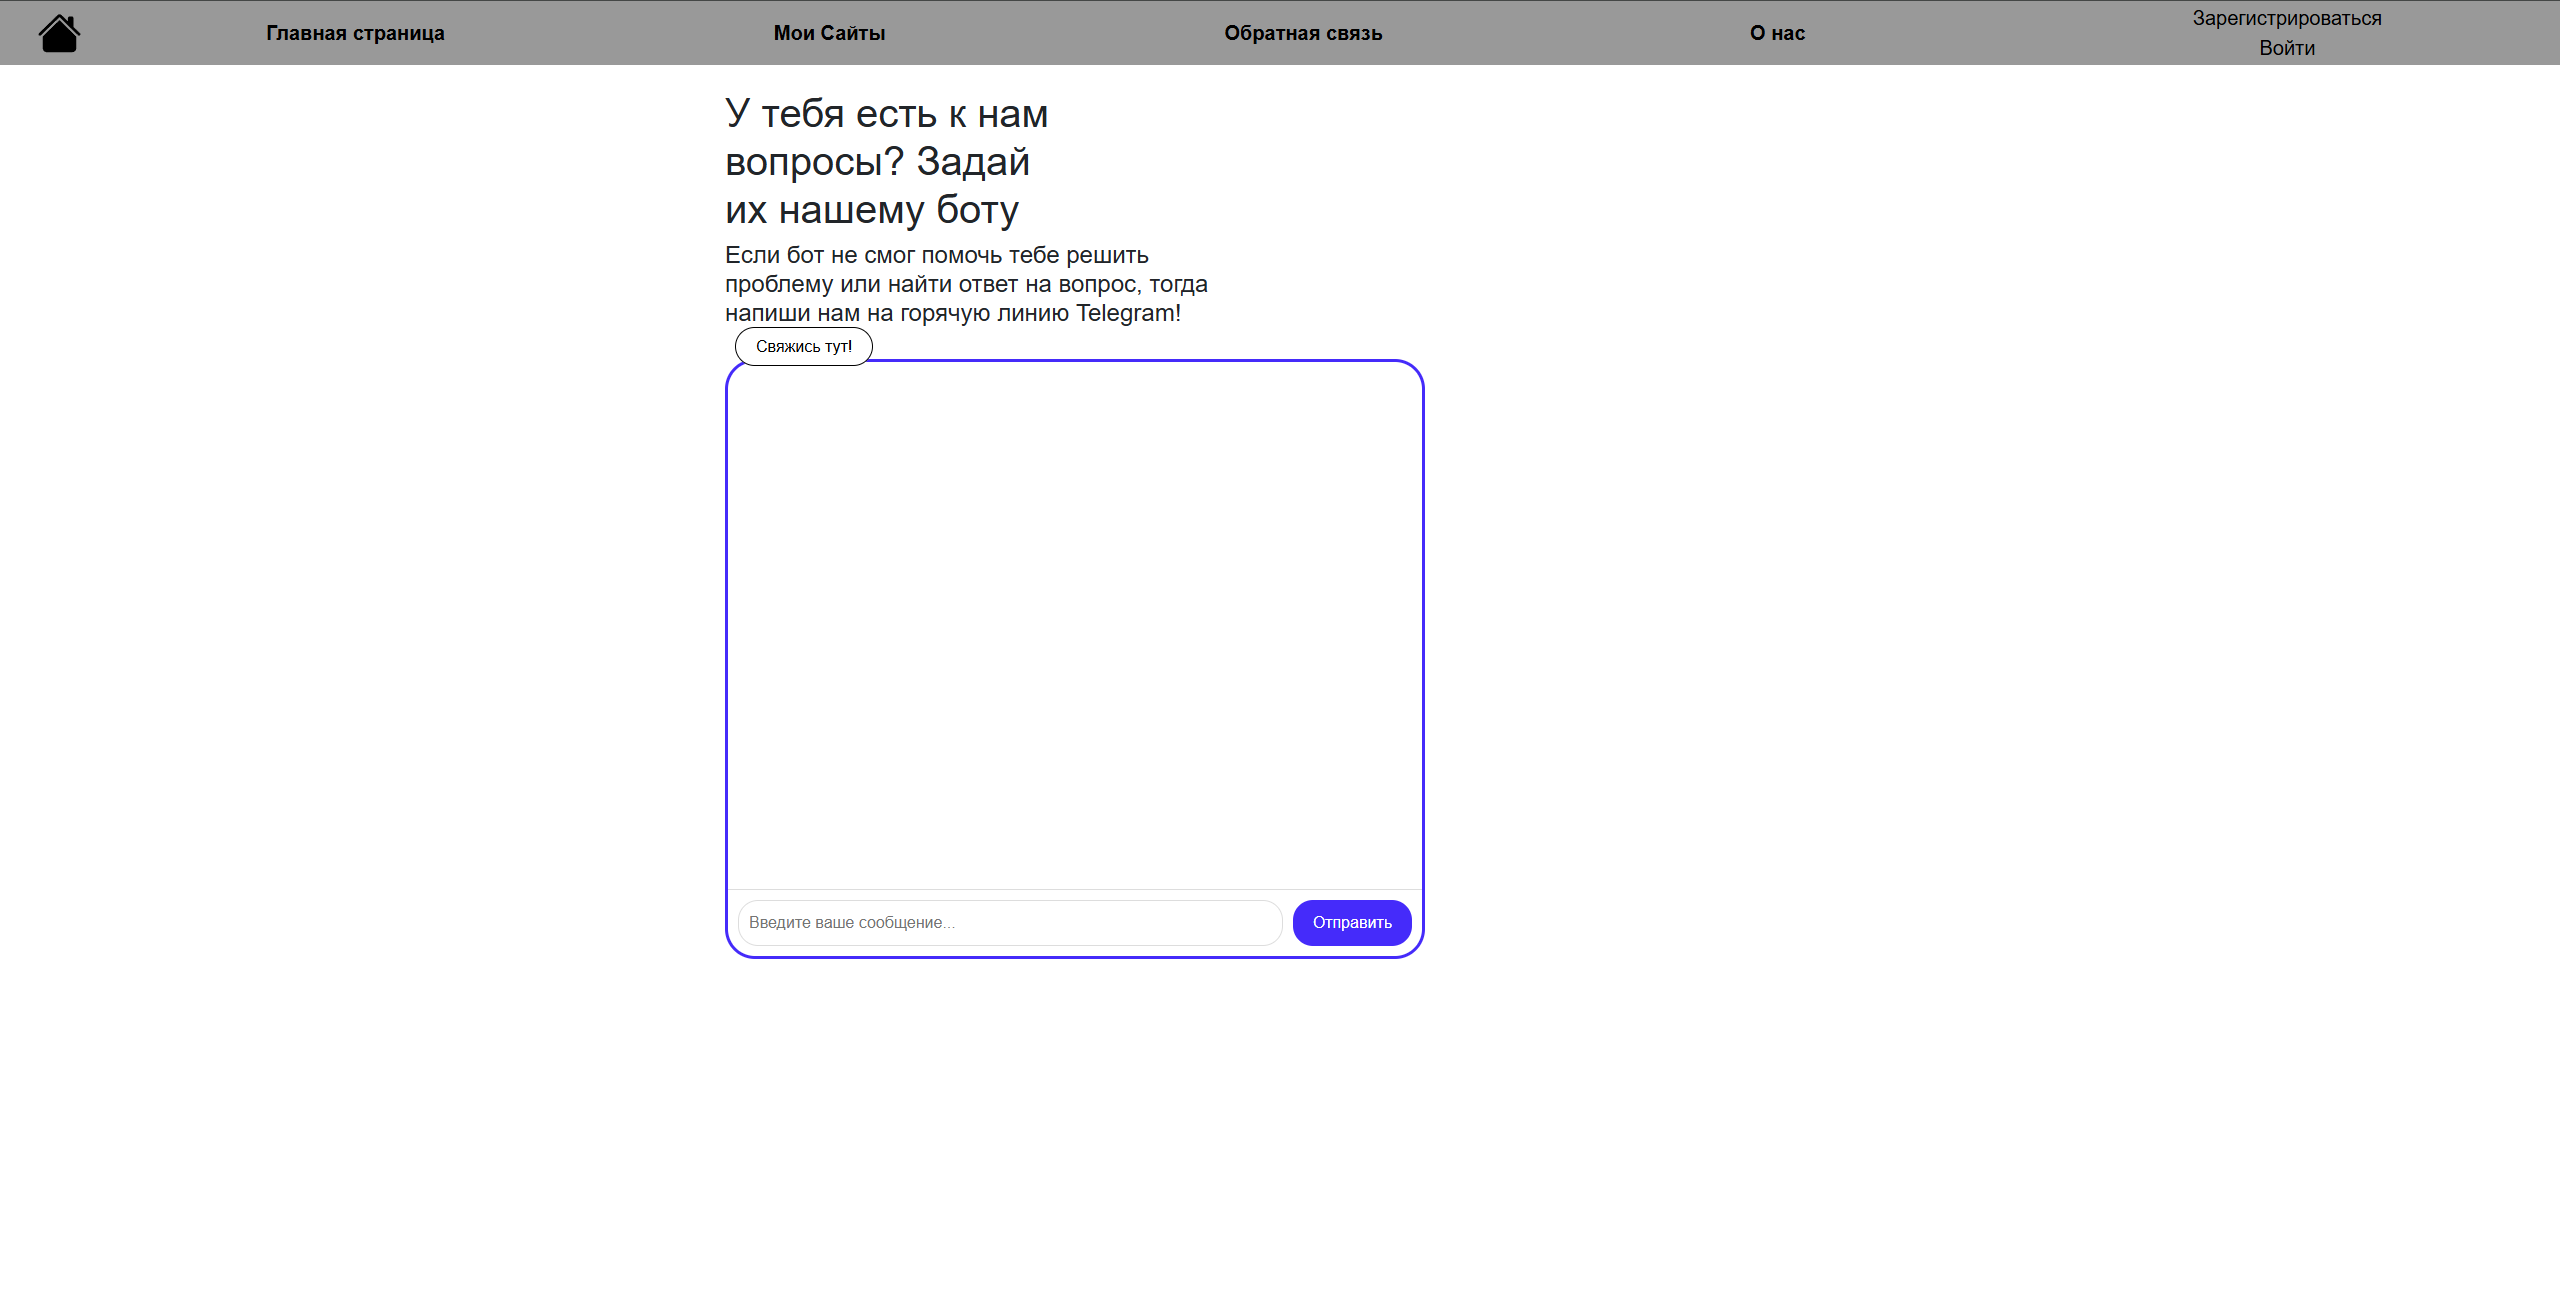 Главная страница
Мои Сайты
Обратная связь
О нас
Зарегистрироваться
Войти
У тебя есть к нам
вопросы? Задай
их нашему боту
Если бот не смог помочь тебе решить
проблему или найти ответ на вопрос, тогда
напиши нам на горячую линию Telegram!
Свяжись тут!
Введите ваше сообщение...
Отправить